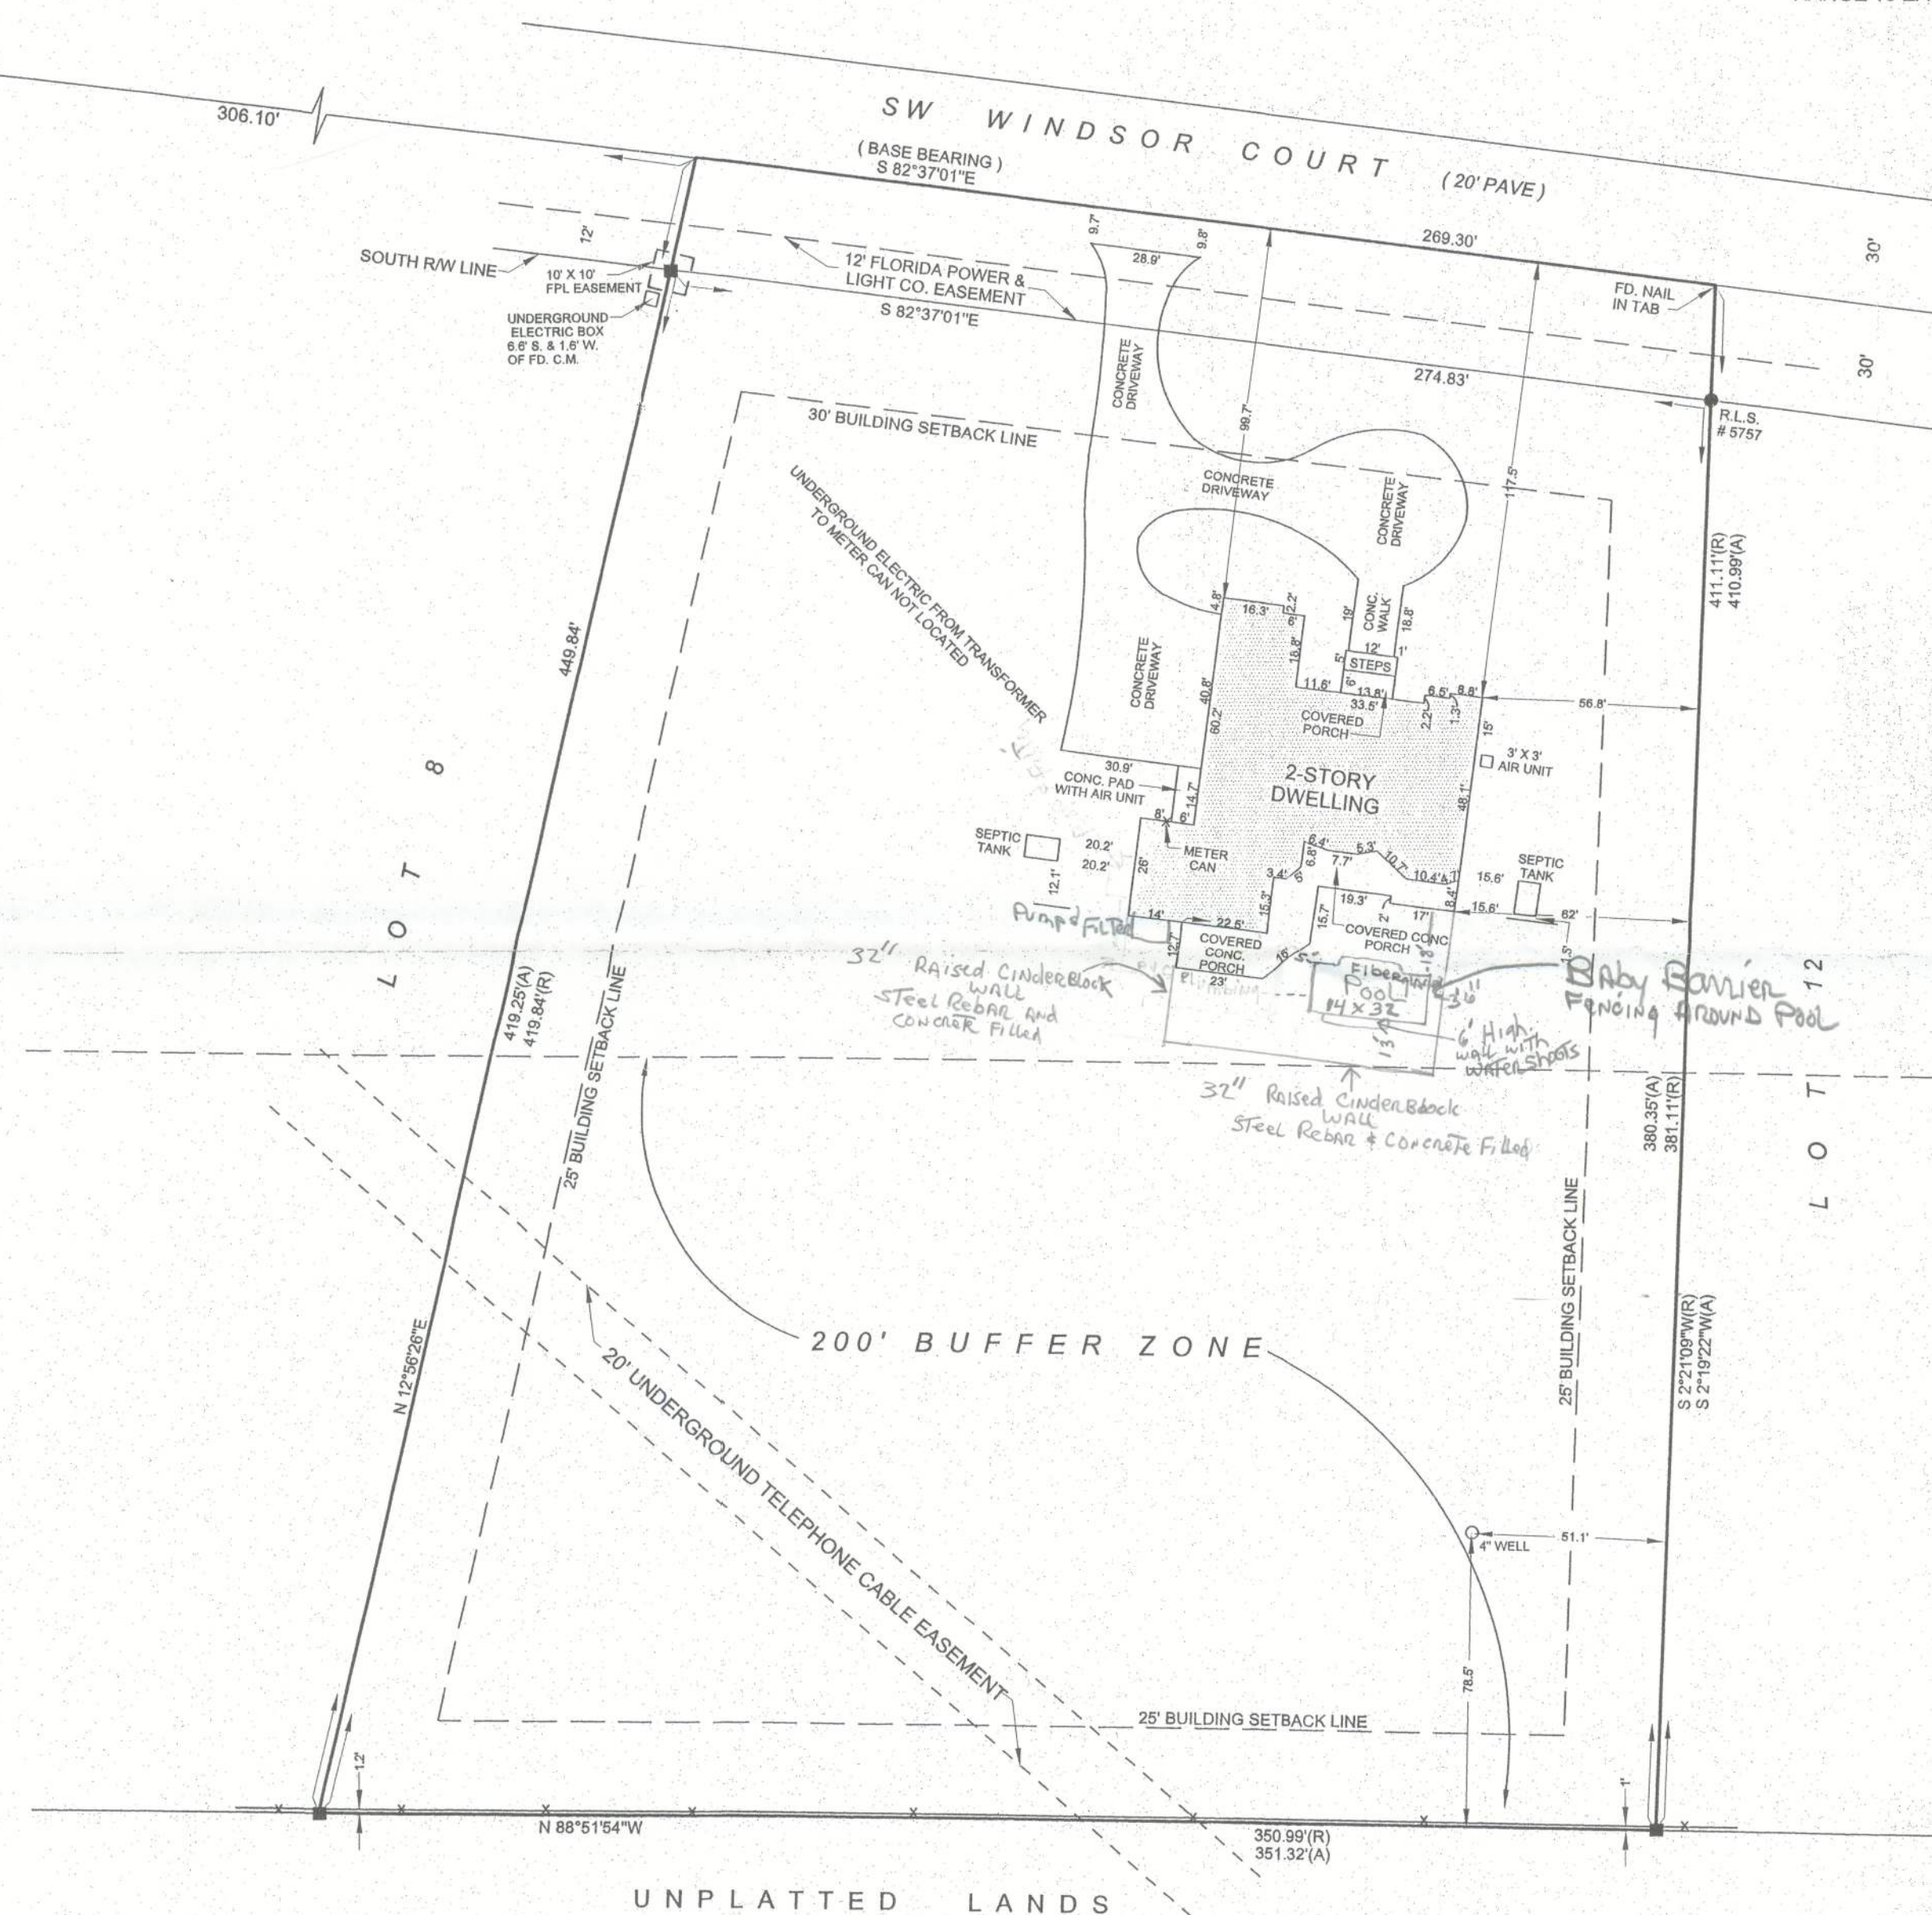 306.10'
SW WINDSOR COURT (20' PAVE)
(BASE BEARING)
S 82°37'01"E
269.30'
30'
30'
FD. NAIL
IN TAB
R.L.S.
# 5757
12'
SOUTH R/W LINE
10' X 10'
FPL EASEMENT
UNDERGROUND
ELECTRIC BOX
6.6' S. & 1.6' W.
OF FD. C.M.
12' FLORIDA POWER &
LIGHT CO. EASEMENT
S 82°37'01"E
274.83'
9.7'
28.9'
9.8'
CONCRETE
DRIVEWAY
99.7'
117.5'
30' BUILDING SETBACK LINE
UNDERGROUND ELECTRIC FROM TRANSFORMER
TO METER CAN NOT LOCATED
CONCRETE
DRIVEWAY
CONCRETE
DRIVEWAY
CONCRETE
DRIVEWAY
411.11'(R)
410.99'(A)
449.84'
4.8'
16.3'
2.2'
6'
18.8'
19'
CONC.
WALK
18.8'
12'
1'
5'
STEPS
6'
11.6'
13.8'
33.5'
6.5'
8.8'
2.2'
1.3'
15'
56.8'
COVERED
PORCH
40.8'
60.2'
3' X 3'
AIR UNIT
2-STORY
DWELLING
48.1'
30.9'
CONC. PAD
WITH AIR UNIT
14.7'
8'
6'
METER
CAN
SEPTIC
TANK
20.2'
20.2'
12.1'
26'
6.4'
6.8'
7.7'
5.3'
10.7'
10.4'
3.4'
15.3'
8.4'
15.6'
15.6'
SEPTIC
TANK
62'
19.3'
2'
17'
15.7'
COVERED CONC
PORCH
14'
22.5'
12.7'
COVERED
CONC.
PORCH
23'
16'
Pump & Filter
32" Raised CinderBlock
WALL
Steel Rebar and
Concrete Filled
Plumbing
5'
18'
Pool
14 x 32
36"
13'
Baby Barrier
Fencing Around Pool
6' High
wall with
Water Shoots
32" Raised CinderBlock
WALL
Steel Rebar & Concrete Filled
LOT 8
LOT 12
419.25'(A)
419.84'(R)
25' BUILDING SETBACK LINE
380.35'(A)
381.11'(R)
25' BUILDING SETBACK LINE
200' BUFFER ZONE
20' UNDERGROUND TELEPHONE CABLE EASEMENT
N 12°56'26"E
S 2°21'09"W(R)
S 2°19'22"W(A)
4" WELL
51.1'
78.5'
25' BUILDING SETBACK LINE
1.2'
1'
N 88°51'54"W
350.99'(R)
351.32'(A)
UNPLATTED LANDS